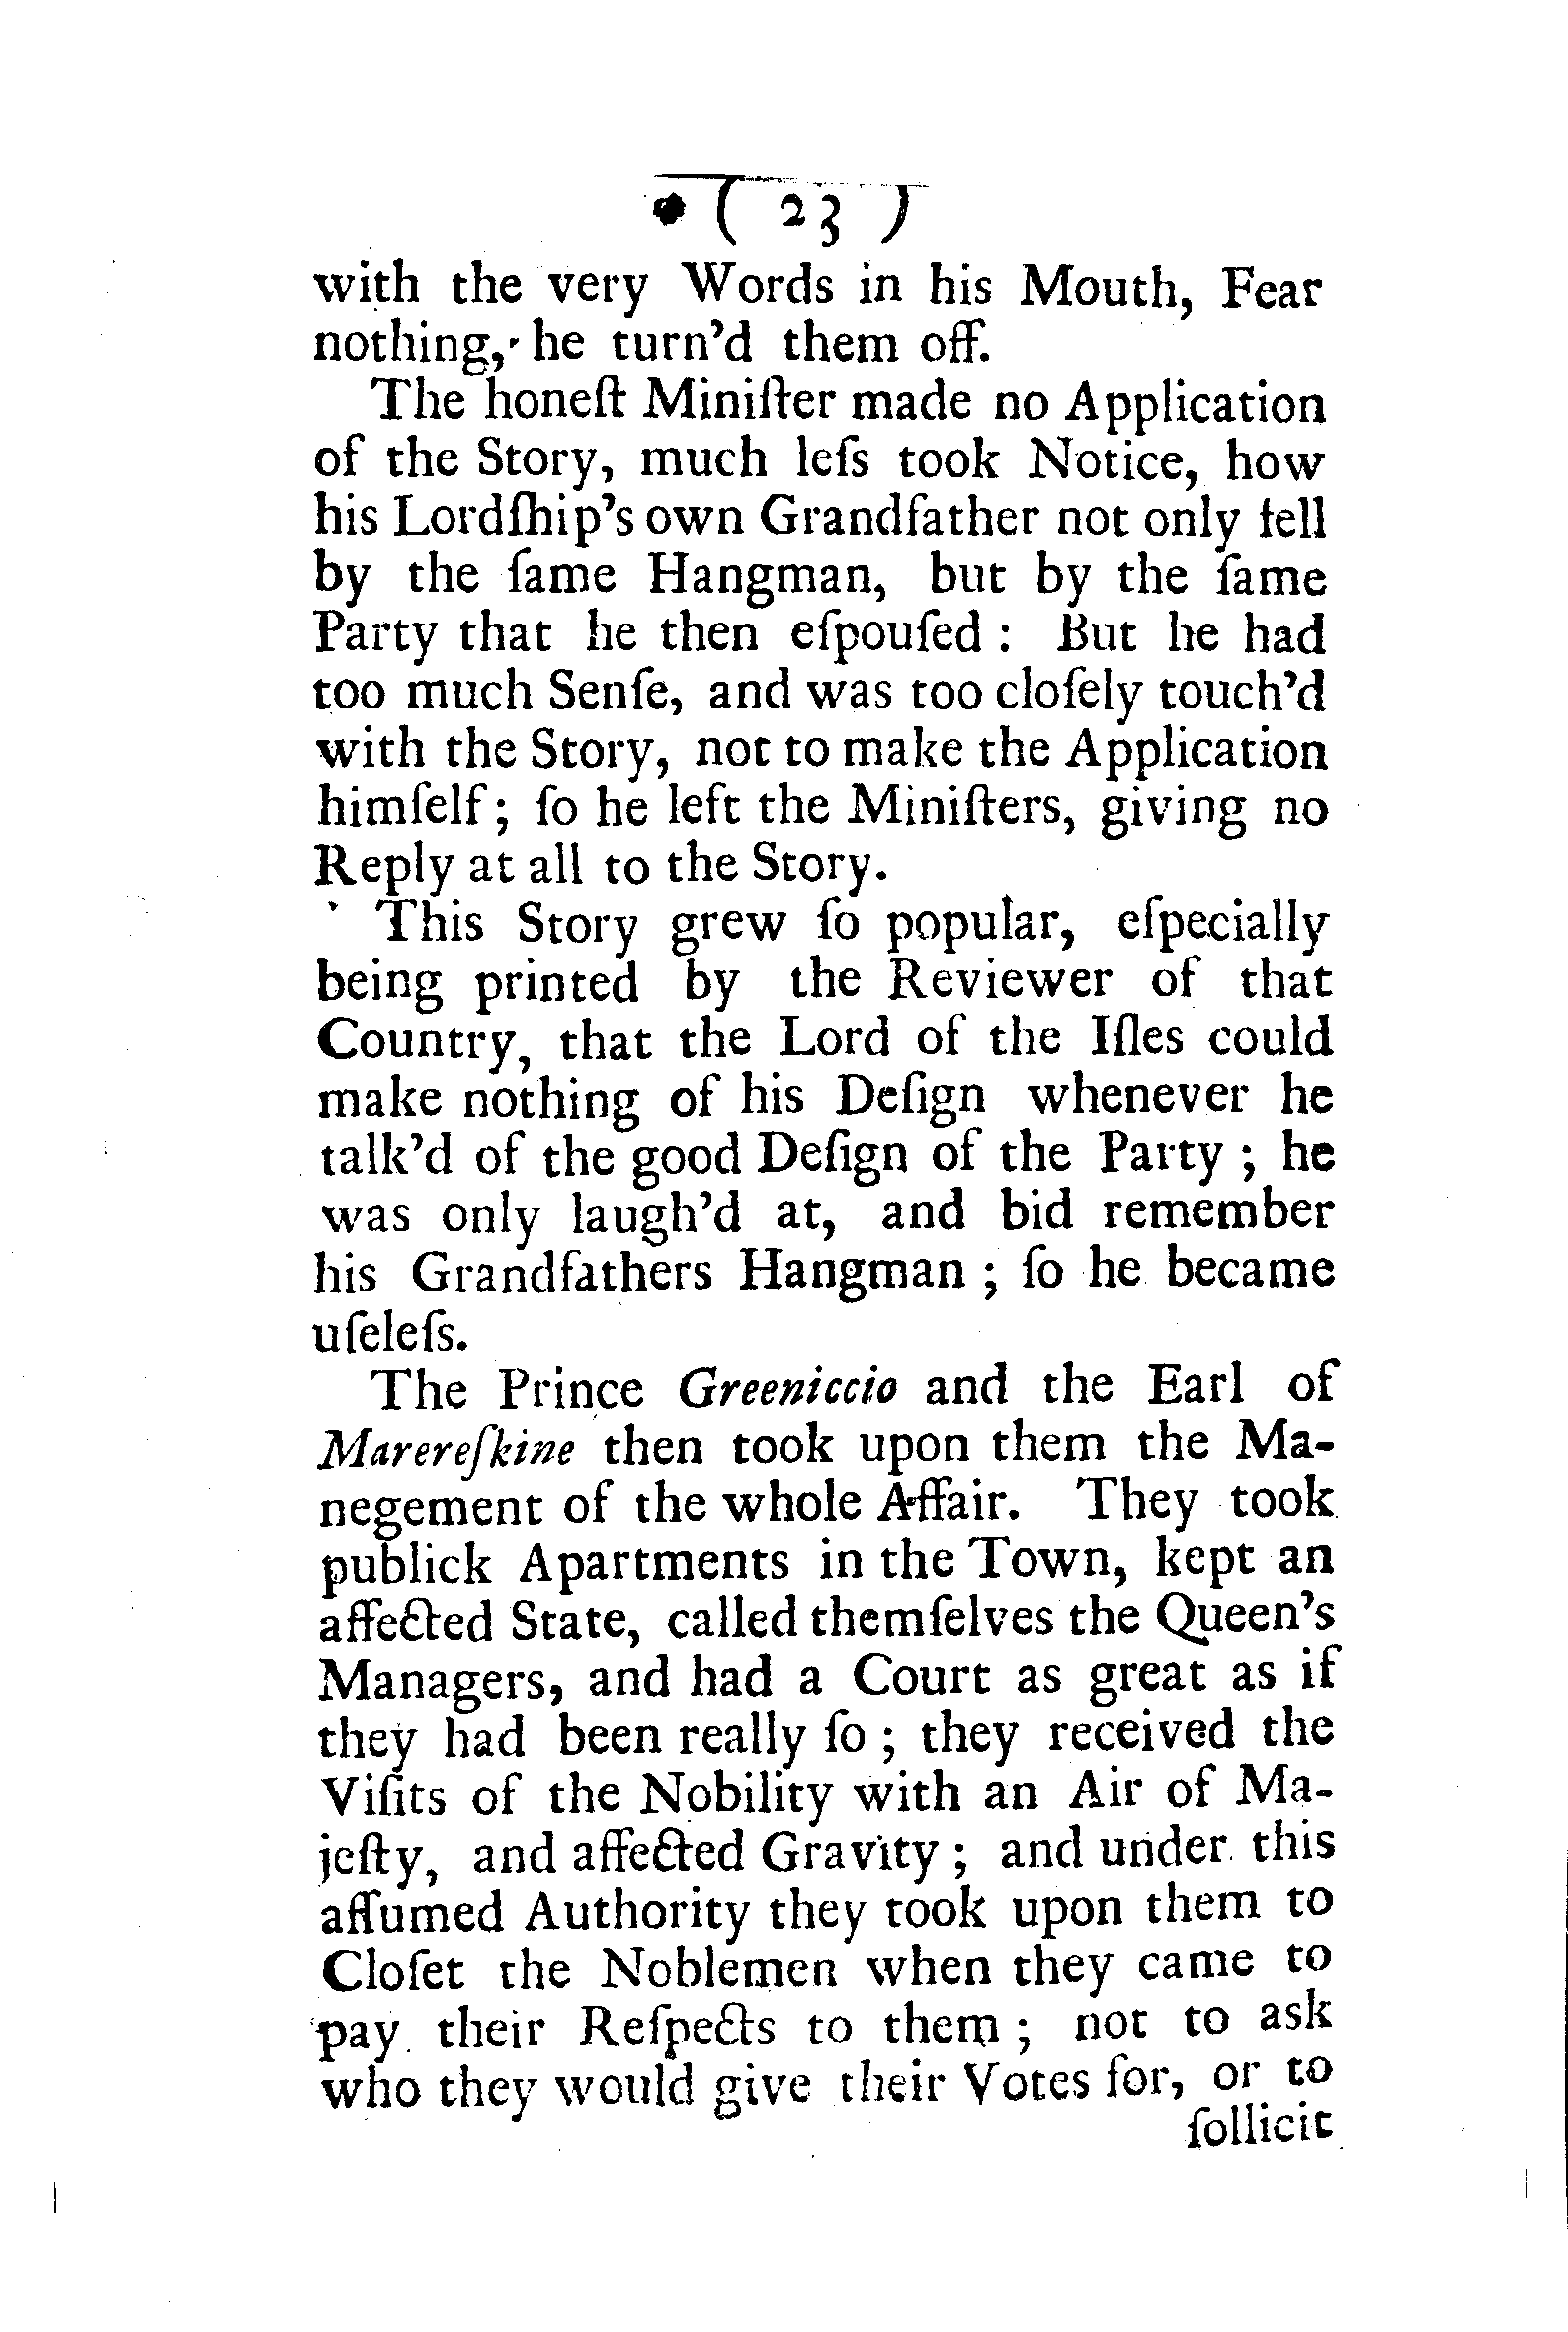 ( 23 )
with the very Words in his Mouth, Fear
nothing, he turn'd them off.
The honeſt Miniſter made no Application
of the Story, much leſs took Notice, how
his Lordſhip's own Grandfather not only fell
by the ſame Hangman, but by the ſame
Party that he then eſpouſed : But he had
too much Senſe, and was too cloſely touch'd
with the Story, not to make the Application
himſelf; ſo he left the Miniſters, giving no
Reply at all to the Story.
This Story grew ſo popular, eſpecially
being printed by the Reviewer of that
Country, that the Lord of the Iſles could
make nothing of his Deſign whenever he
talk'd of the good Deſign of the Party ; he
was only laugh'd at, and bid remember
his Grandfathers Hangman ; ſo he became
uſeleſs.
The Prince Greeniccio and the Earl of
Marereſkine then took upon them the Ma-
negement of the whole Affair. They took
publick Apartments in the Town, kept an
affected State, called themſelves the Queen's
Managers, and had a Court as great as if
they had been really ſo ; they received the
Viſits of the Nobility with an Air of Ma-
jeſty, and affected Gravity ; and under this
aſſumed Authority they took upon them to
Cloſet the Noblemen when they came to
pay their Reſpects to them ; not to ask
who they would give their Votes for, or to
ſollicit